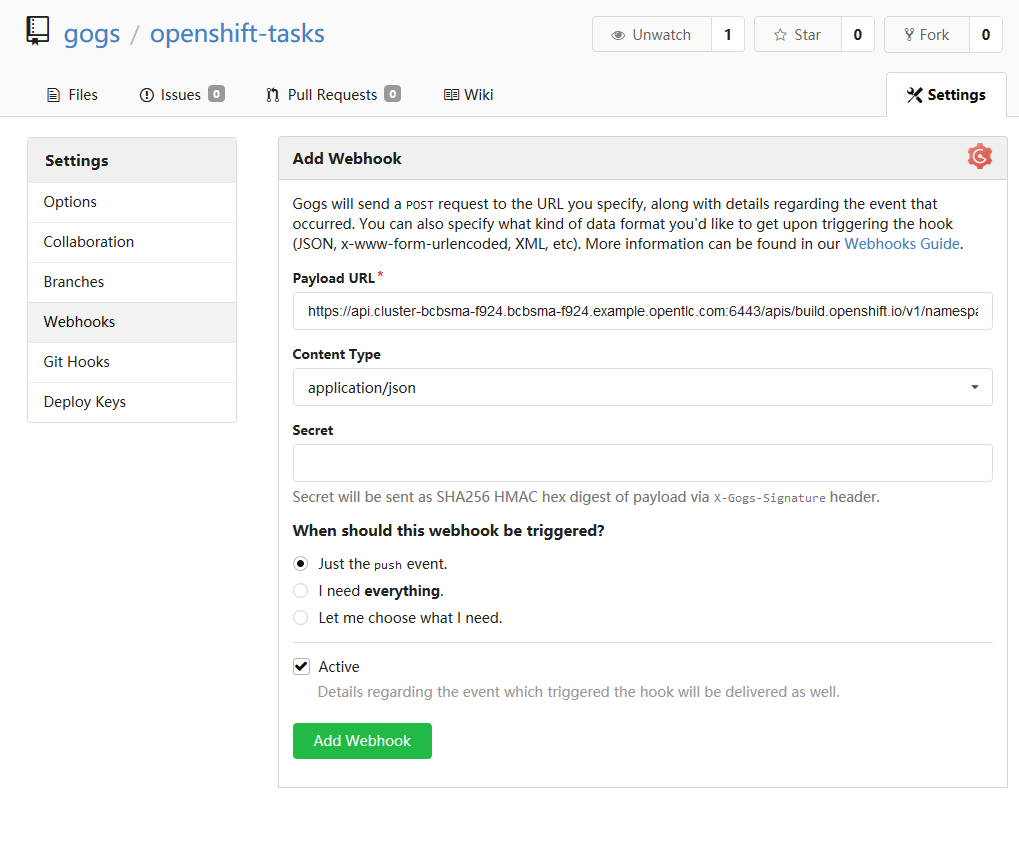 gogs / openshift-tasks
Unwatch 1 Star 0 Fork 0
Files Issues 0 Pull Requests 0 Wiki Settings
Settings
Options
Collaboration
Branches
Webhooks
Git Hooks
Deploy Keys
Add Webhook
Gogs will send a POST request to the URL you specify, along with details regarding the event that
occurred. You can also specify what kind of data format you'd like to get upon triggering the hook
(JSON, x-www-form-urlencoded, XML, etc). More information can be found in our Webhooks Guide.
Payload URL*
https://api.cluster-bcbsma-f924.bcbsma-f924.example.opentlc.com:6443/apis/build.openshift.io/v1/namespa
Content Type
application/json
Secret
Secret will be sent as SHA256 HMAC hex digest of payload via X-Gogs-Signature header.
When should this webhook be triggered?
Just the push event.
I need everything.
Let me choose what I need.
Active
Details regarding the event which triggered the hook will be delivered as well.
Add Webhook